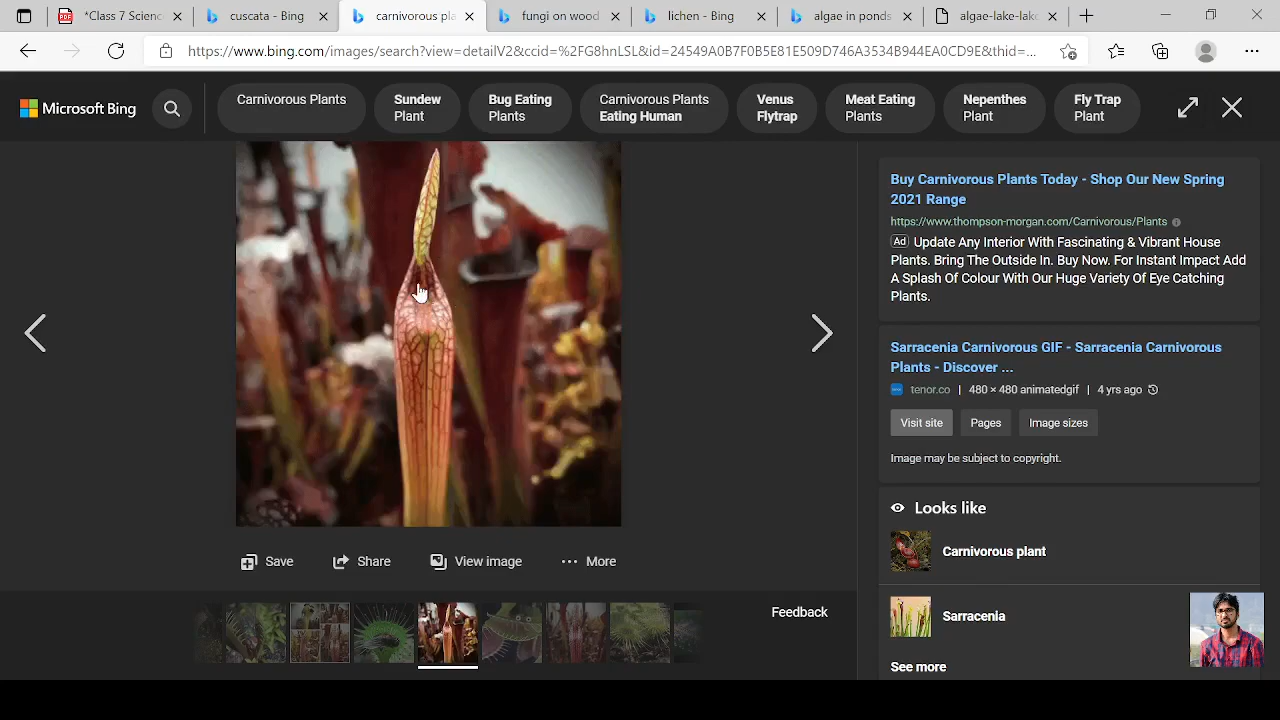 *Class 7 Scienc
cuscata - Bing
carnivorous pla
fungi on wood
lichen - Bing
algae in ponds
algae-lake-lake
https://www.bing.com/images/search?view=detailV2&ccid=%2FG8hnLSL&id=24549A0B7F0B5E81E509D746A3534B944EA0CD9E&thid=...
Microsoft Bing
Carnivorous Plants
Sundew
Plant
Bug Eating
Plants
Carnivorous Plants
Eating Human
Venus
Flytrap
Meat Eating
Plants
Nepenthes
Plant
Fly Trap
Plant
Buy Carnivorous Plants Today - Shop Our New Spring
2021 Range
https://www.thompson-morgan.com/Carnivorous/Plants
Ad Update Any Interior With Fascinating & Vibrant House
Plants. Bring The Outside In. Buy Now. For Instant Impact Add
A Splash Of Colour With Our Huge Variety Of Eye Catching
Plants.
Sarracenia Carnivorous GIF - Sarracenia Carnivorous
Plants - Discover ...
tenor.co | 480 × 480 animatedgif | 4 yrs ago
Visit site
Pages
Image sizes
Image may be subject to copyright.
Looks like
Carnivorous plant
Sarracenia
See more
Save
Share
View image
More
Feedback